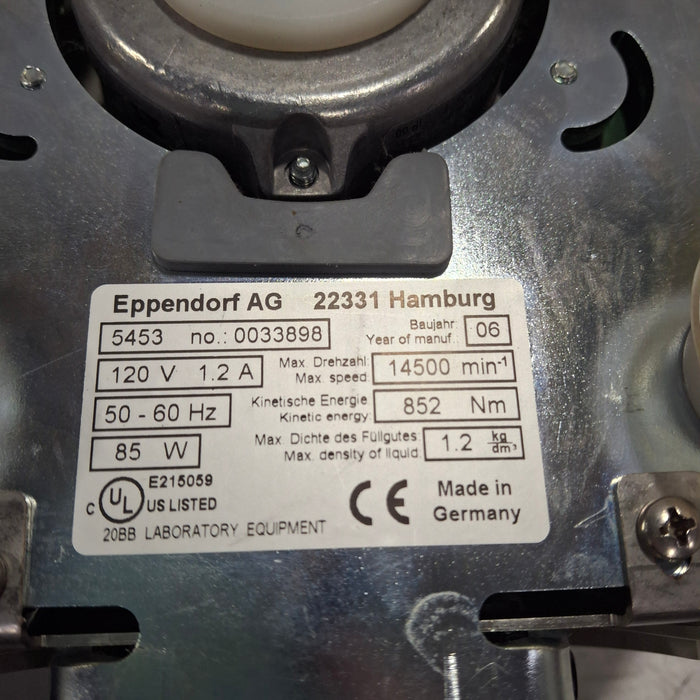 Eppendorf AG 22331 Hamburg
5453 no.: 0033898
Baujahr:
Year of manuf.:
06
120 V 1.2 A
Max. Drehzahl:
Max. speed:
14500 min⁻¹
50 - 60 Hz
Kinetische Energie
Kinetic energy:
852 Nm
85 W
Max. Dichte des Füllgutes:
Max. density of liquid:
1.2 kg/dm³
C UL US LISTED
E215059
20BB LABORATORY EQUIPMENT
CE
Made in
Germany